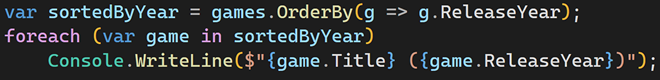 var sortedByYear = games.OrderBy(g => g.ReleaseYear);
foreach (var game in sortedByYear)
    Console.WriteLine($"{game.Title} ({game.ReleaseYear})");